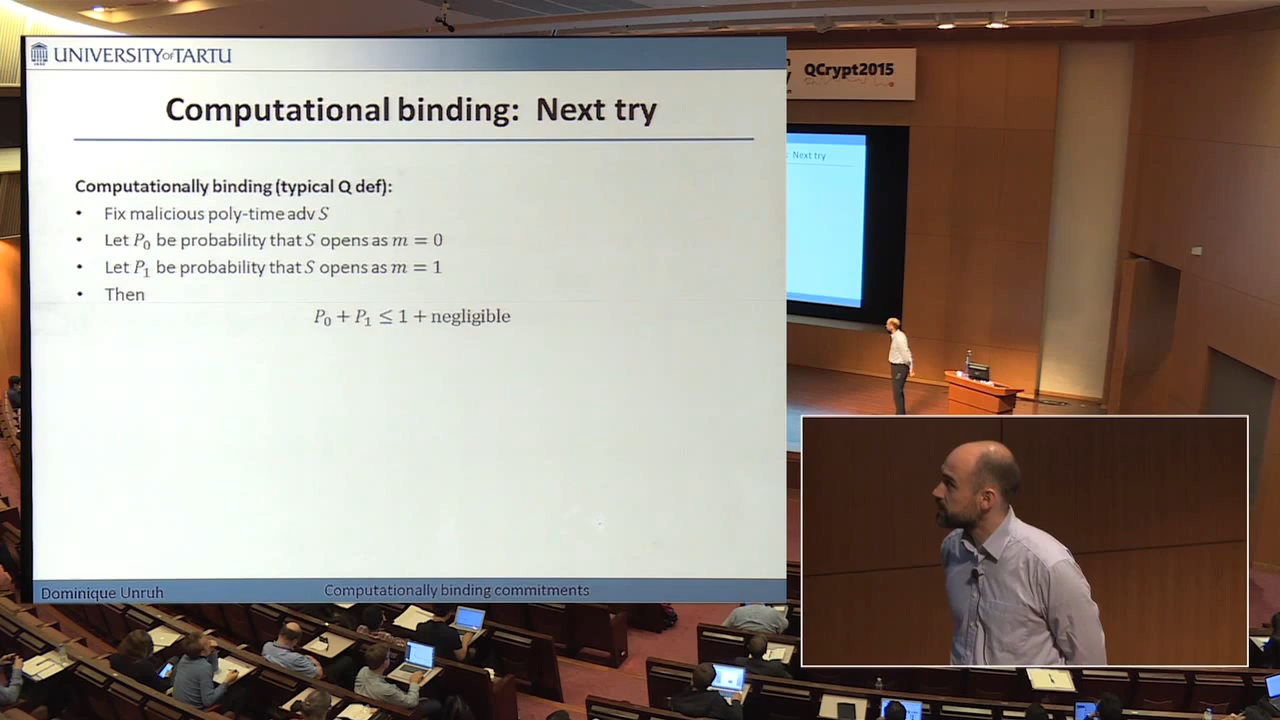 UNIVERSITY OF TARTU
Computational binding: Next try
Computationally binding (typical Q def):
• Fix malicious poly-time adv S
• Let P₀ be probability that S opens as m = 0
• Let P₁ be probability that S opens as m = 1
• Then
P₀ + P₁ ≤ 1 + negligible
Dominique Unruh
Computationally binding commitments
QCrypt2015
: Next try